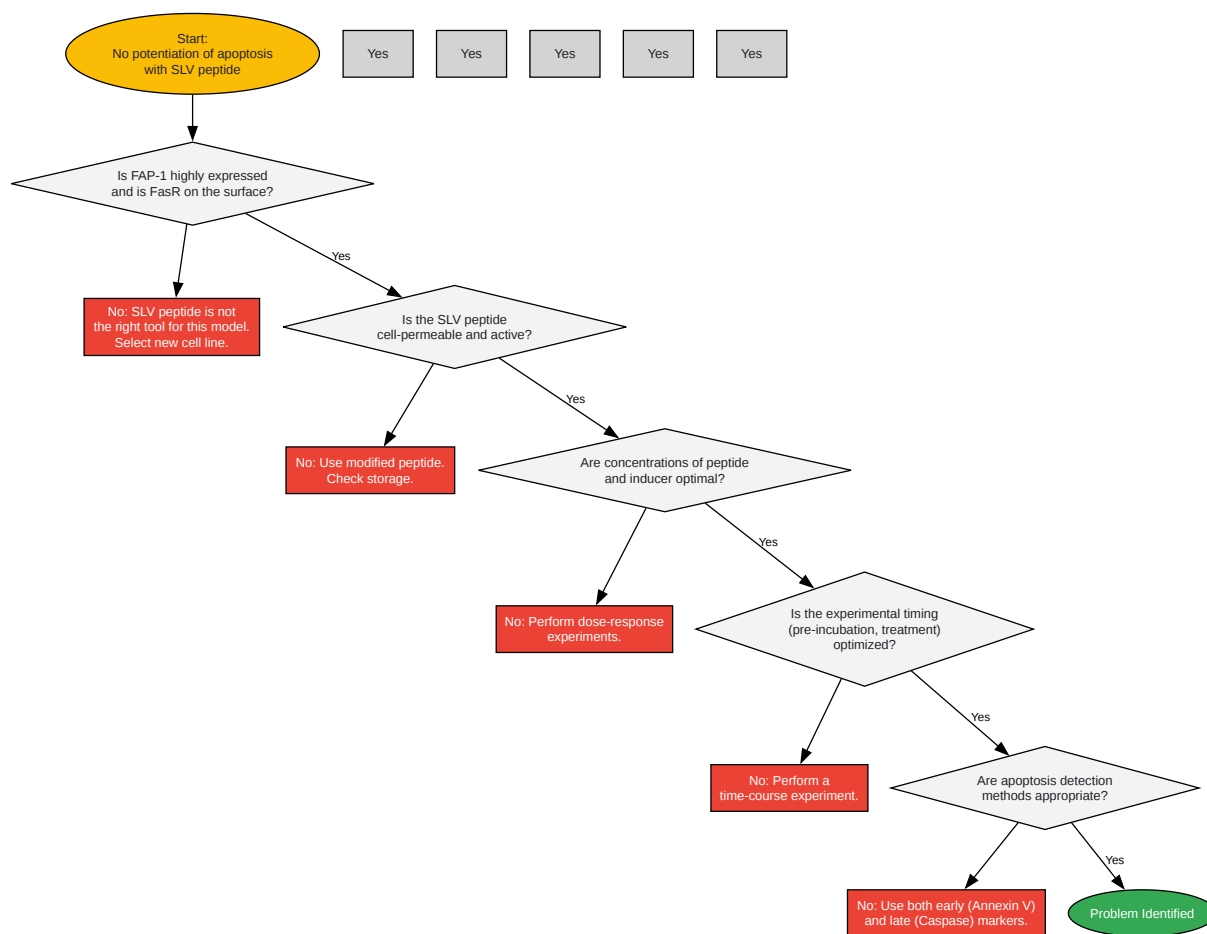 Start:
No potentiation of apoptosis
with SLV peptide
Yes
Yes
Yes
Yes
Yes
Is FAP-1 highly expressed
and is FasR on the surface?
Yes
No: SLV peptide is not
the right tool for this model.
Select new cell line.
Is the SLV peptide
cell-permeable and active?
Yes
No: Use modified peptide.
Check storage.
Are concentrations of peptide
and inducer optimal?
Yes
No: Perform dose-response
experiments.
Is the experimental timing
(pre-incubation, treatment)
optimized?
Yes
No: Perform a
time-course experiment.
Are apoptosis detection
methods appropriate?
Yes
No: Use both early (Annexin V)
and late (Caspase) markers.
Problem Identified